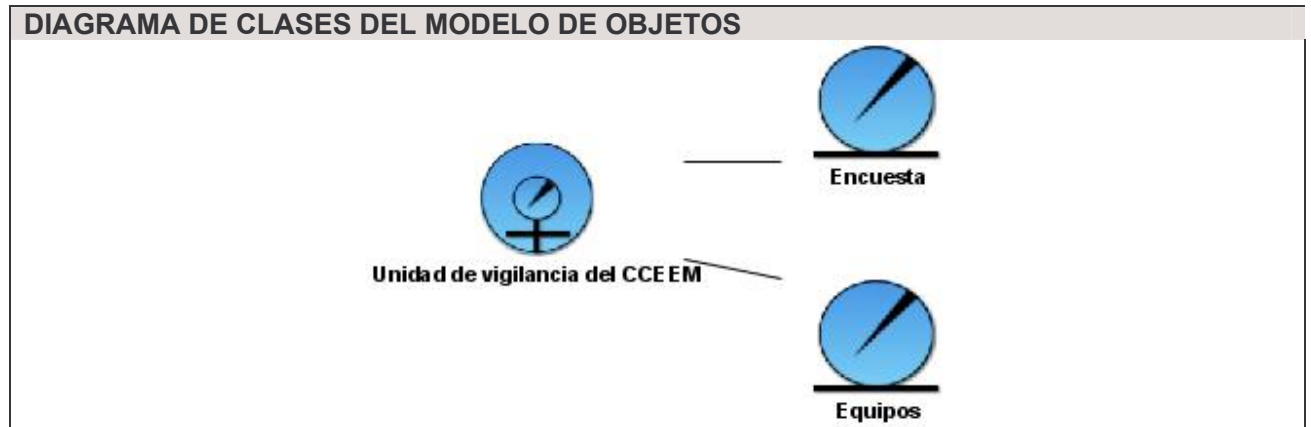 DIAGRAMA DE CLASES DEL MODELO DE OBJETOS
Encuesta
Unidad de vigilancia del CCEEM
Equipos